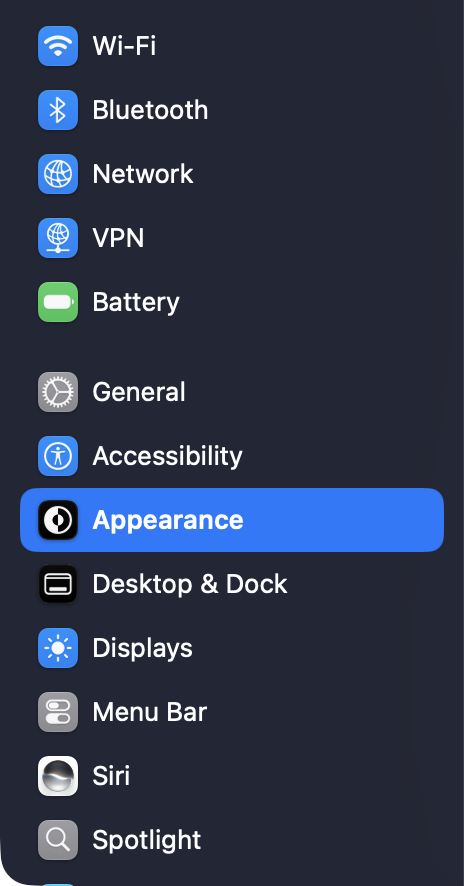 Wi-Fi
Bluetooth
Network
VPN
Battery
General
Accessibility
Appearance
Desktop & Dock
Displays
Menu Bar
Siri
Spotlight